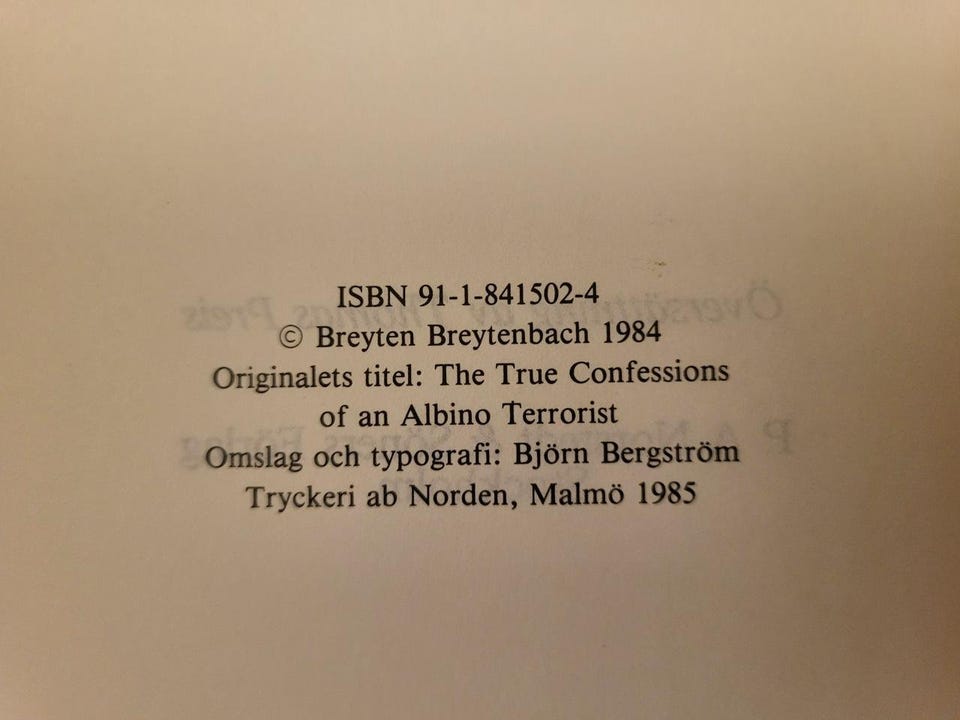 ISBN 91-1-841502-4
© Breyten Breytenbach 1984
Originalets titel: The True Confessions
of an Albino Terrorist
Omslag och typografi: Björn Bergström
Tryckeri ab Norden, Malmö 1985